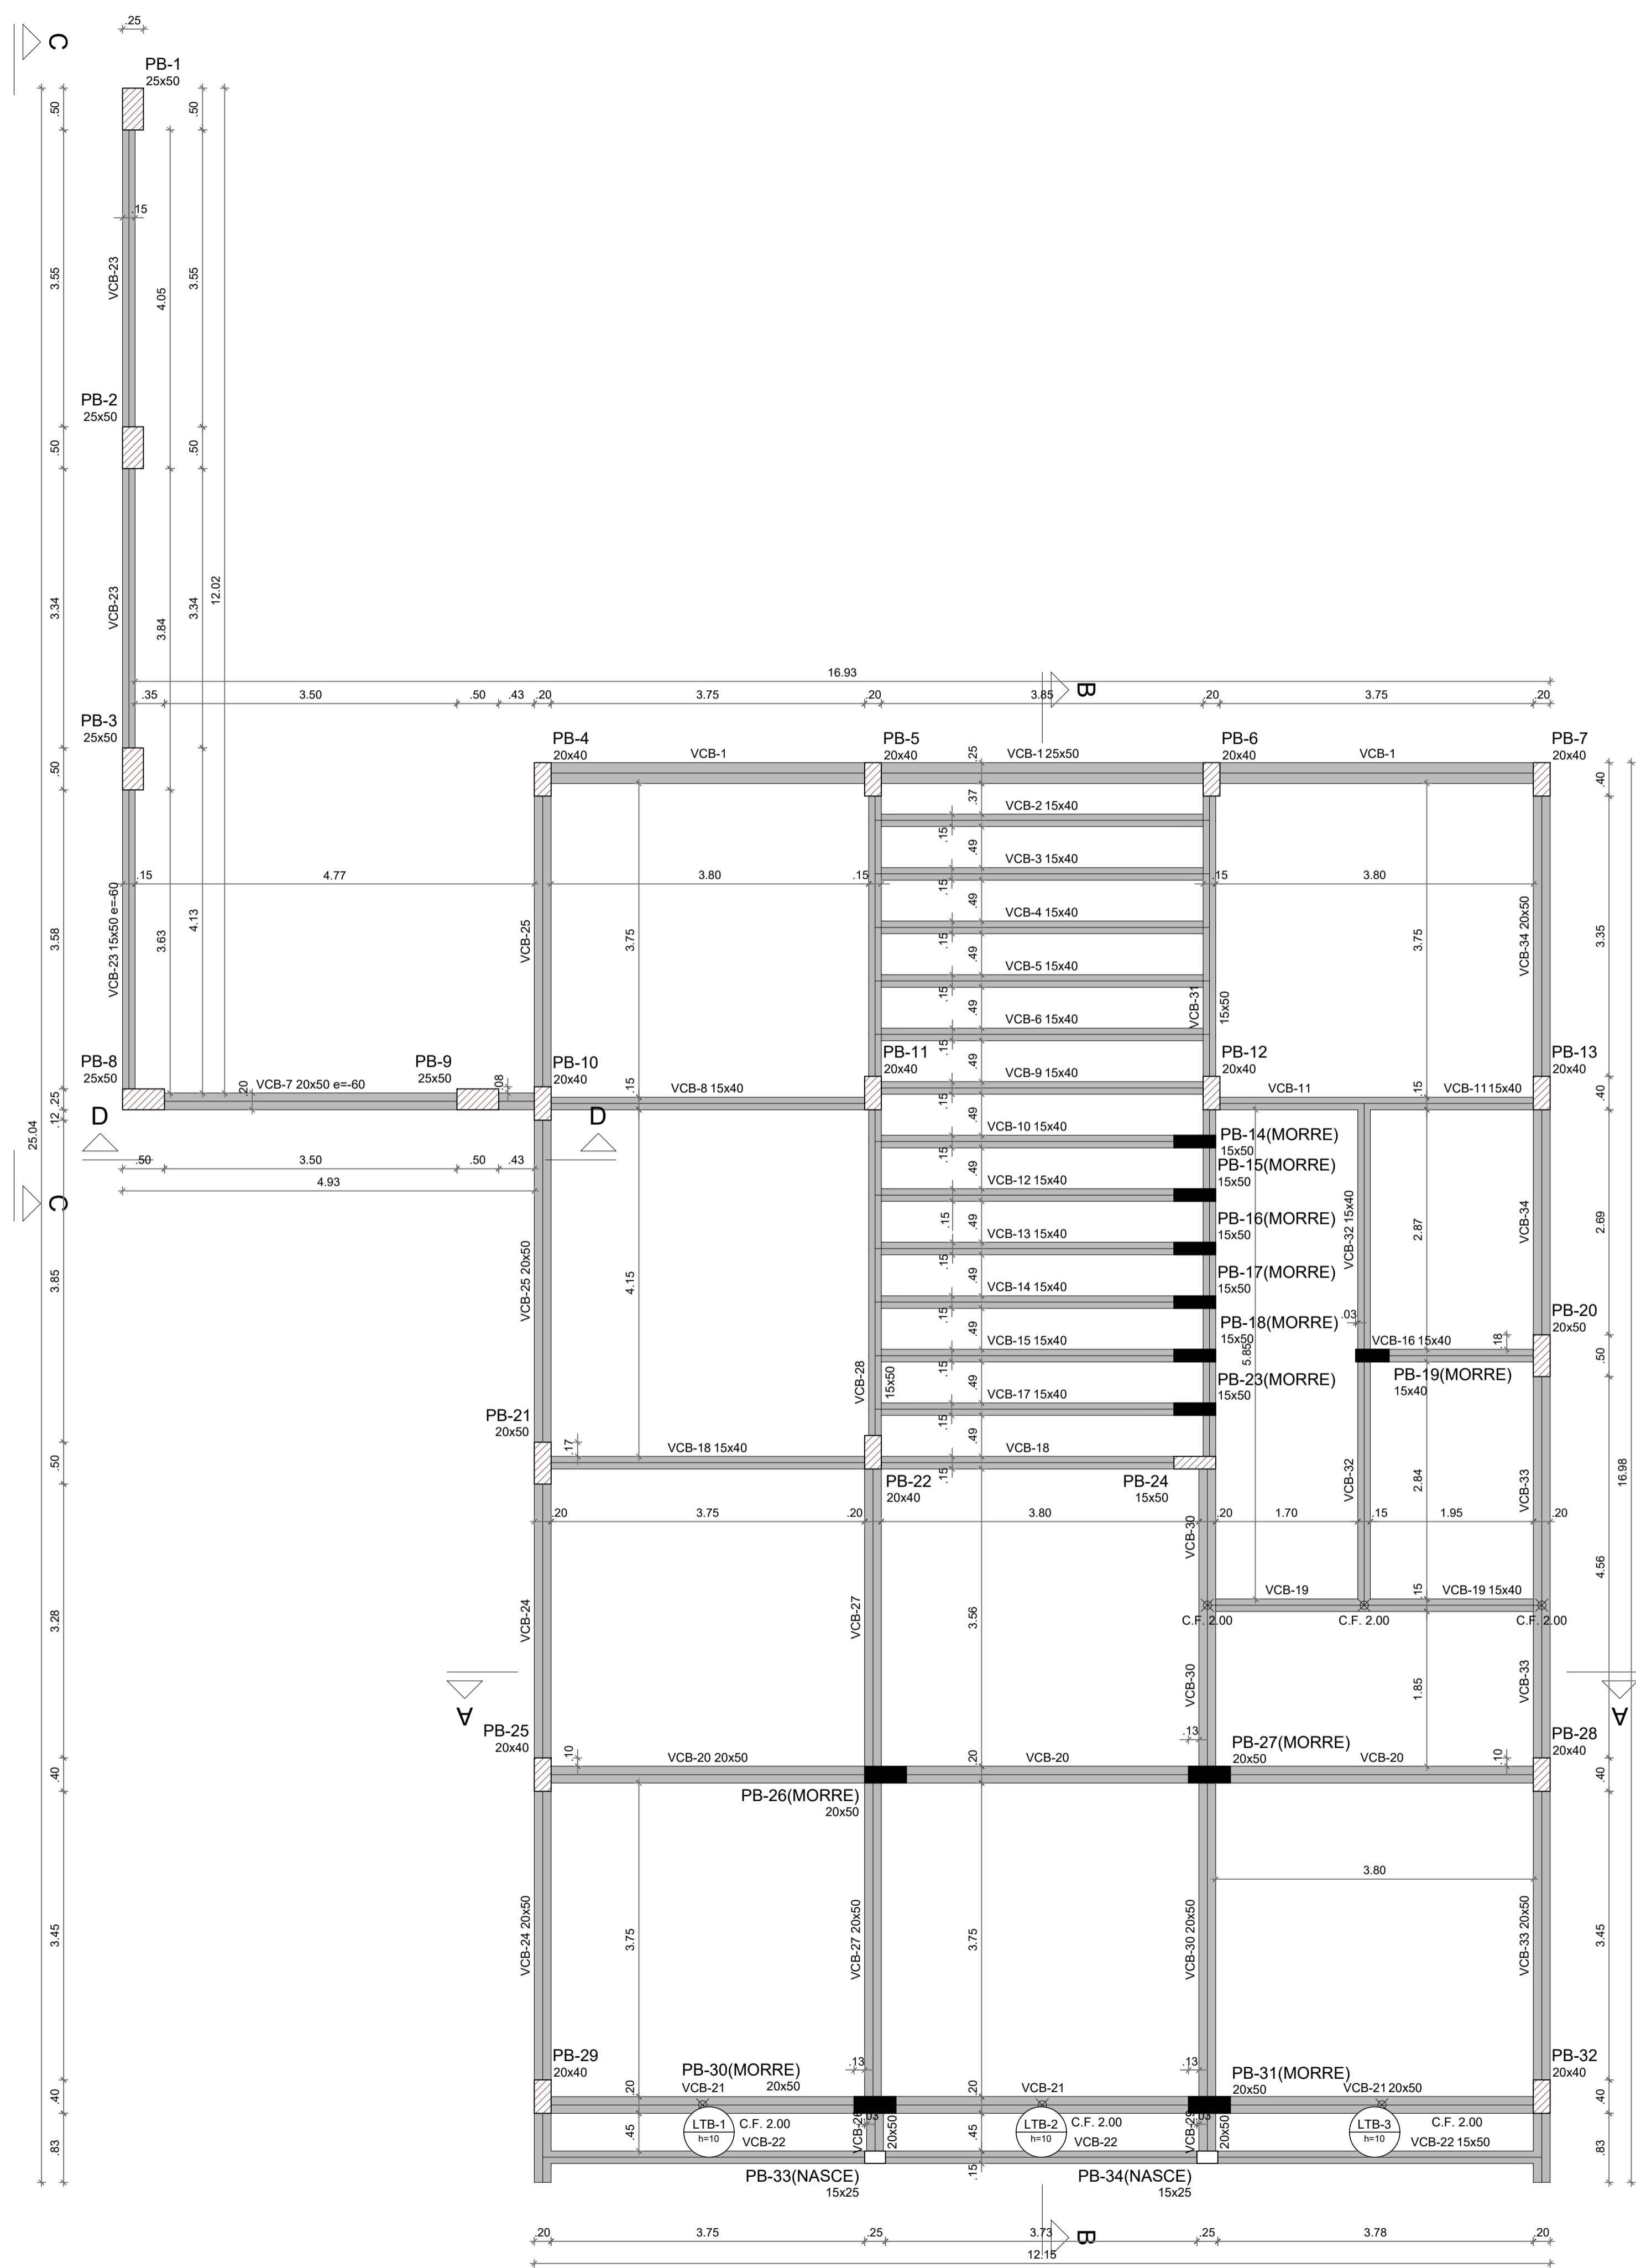 .25
C
PB-1
25x50
.50
.50
.15
VCB-23
3.55
4.05
3.55
PB-2
25x50
.50
.50
VCB-23
3.34
3.84
3.34
12.02
16.93
B
.35
3.50
.50
.43
.20
3.75
.20
3.85
.20
3.75
.20
PB-3
25x50
.50
PB-4
20x40
VCB-1
PB-5
20x40
.25
VCB-1 25x50
PB-6
20x40
VCB-1
PB-7
20x40
.40
.37
VCB-2 15x40
.15
.49
VCB-3 15x40
.15
.15
4.77
3.80
.15
.15
3.80
.49
VCB-4 15x40
.15
VCB-23 15x50 e=-60
3.58
3.63
4.13
VCB-25
3.75
.49
VCB-5 15x40
.15
3.75
VCB-34 20x50
3.35
VCB-31
15x50
.49
VCB-6 15x40
.15
.49
PB-8
25x50
PB-9
25x50
PB-10
20x40
PB-11
20x40
PB-12
20x40
PB-13
20x40
.25
.20
VCB-7 20x50 e=-60
.08
.15
VCB-8 15x40
VCB-9 15x40
.15
VCB-11
.15
VCB-11 15x40
.40
.12
25.04
D
D
.49
VCB-10 15x40
.15
PB-14(MORRE)
15x50
.50
3.50
.50
.43
4.93
C
.49
VCB-12 15x40
.15
PB-15(MORRE)
15x50
.49
VCB-13 15x40
.15
PB-16(MORRE)
15x50
VCB-32 15x40
2.87
VCB-34
2.69
3.85
VCB-25 20x50
4.15
.49
VCB-14 15x40
.15
PB-17(MORRE)
15x50
.49
VCB-15 15x40
.15
PB-18(MORRE)
15x50
5.85
.03
VCB-16 15x40
.18
PB-20
20x50
.50
PB-19(MORRE)
15x40
VCB-28
15x50
.49
VCB-17 15x40
.15
PB-23(MORRE)
15x50
.49
PB-21
20x50
.50
.17
VCB-18 15x40
VCB-18
.15
PB-22
20x40
PB-24
15x50
VCB-32
2.84
VCB-33
16.98
.20
3.75
.20
3.80
.20
1.70
.15
1.95
.20
VCB-30
4.56
VCB-19
.15
VCB-19 15x40
C.F. 2.00
C.F. 2.00
C.F. 2.00
3.28
VCB-24
VCB-27
3.56
VCB-30
1.85
VCB-33
A
A
PB-25
20x40
.40
.10
VCB-20 20x50
.20
VCB-20
.13
PB-27(MORRE)
20x50
VCB-20
.10
PB-28
20x40
.40
PB-26(MORRE)
20x50
3.80
3.45
VCB-24 20x50
3.75
VCB-27 20x50
3.75
VCB-30 20x50
VCB-33 20x50
3.45
PB-29
20x40
.40
.20
PB-30(MORRE)
20x50
VCB-21
.13
.20
VCB-21
.13
PB-31(MORRE)
20x50
VCB-21 20x50
PB-32
20x40
.40
.83
.45
LTB-1
h=10
C.F. 2.00
VCB-22
VCB-26
.03
20x50
.45
LTB-2
h=10
C.F. 2.00
VCB-22
VCB-29
.03
20x50
LTB-3
h=10
C.F. 2.00
VCB-22 15x50
.83
.15
PB-33(NASCE)
15x25
PB-34(NASCE)
15x25
.20
3.75
.25
3.73
B
.25
3.78
.20
12.15